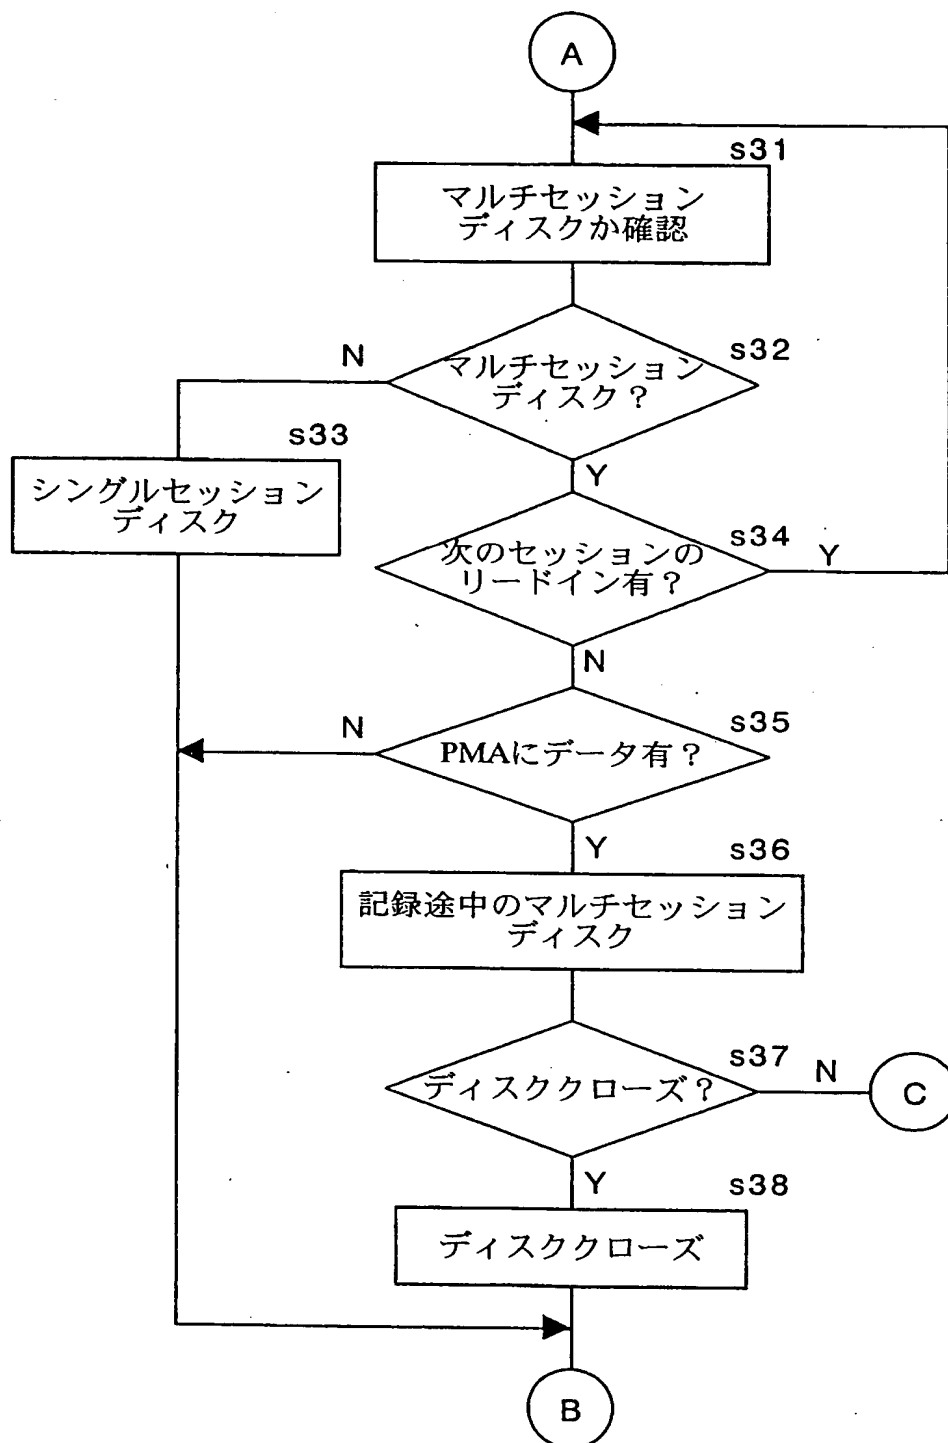 A
s31
マルチセッション
ディスクか確認
N
s32
マルチセッション
ディスク？
s33
シングルセッション
ディスク
Y
s34
次のセッションの
リードイン有？
Y
N
N
s35
PMAにデータ有？
Y
s36
記録途中のマルチセッション
ディスク
s37
ディスククローズ？
N
C
Y
s38
ディスククローズ
B